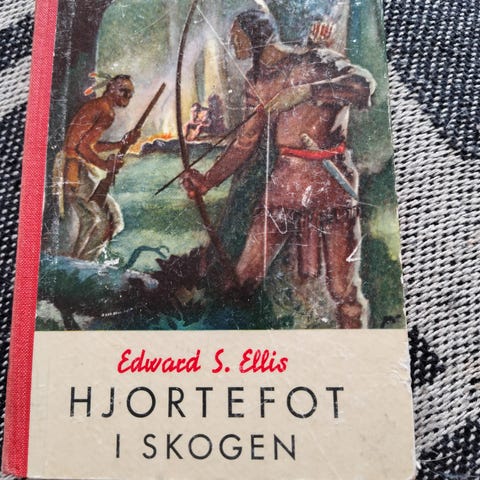 Edward S. Ellis
HJORTEFOT
I SKOGEN